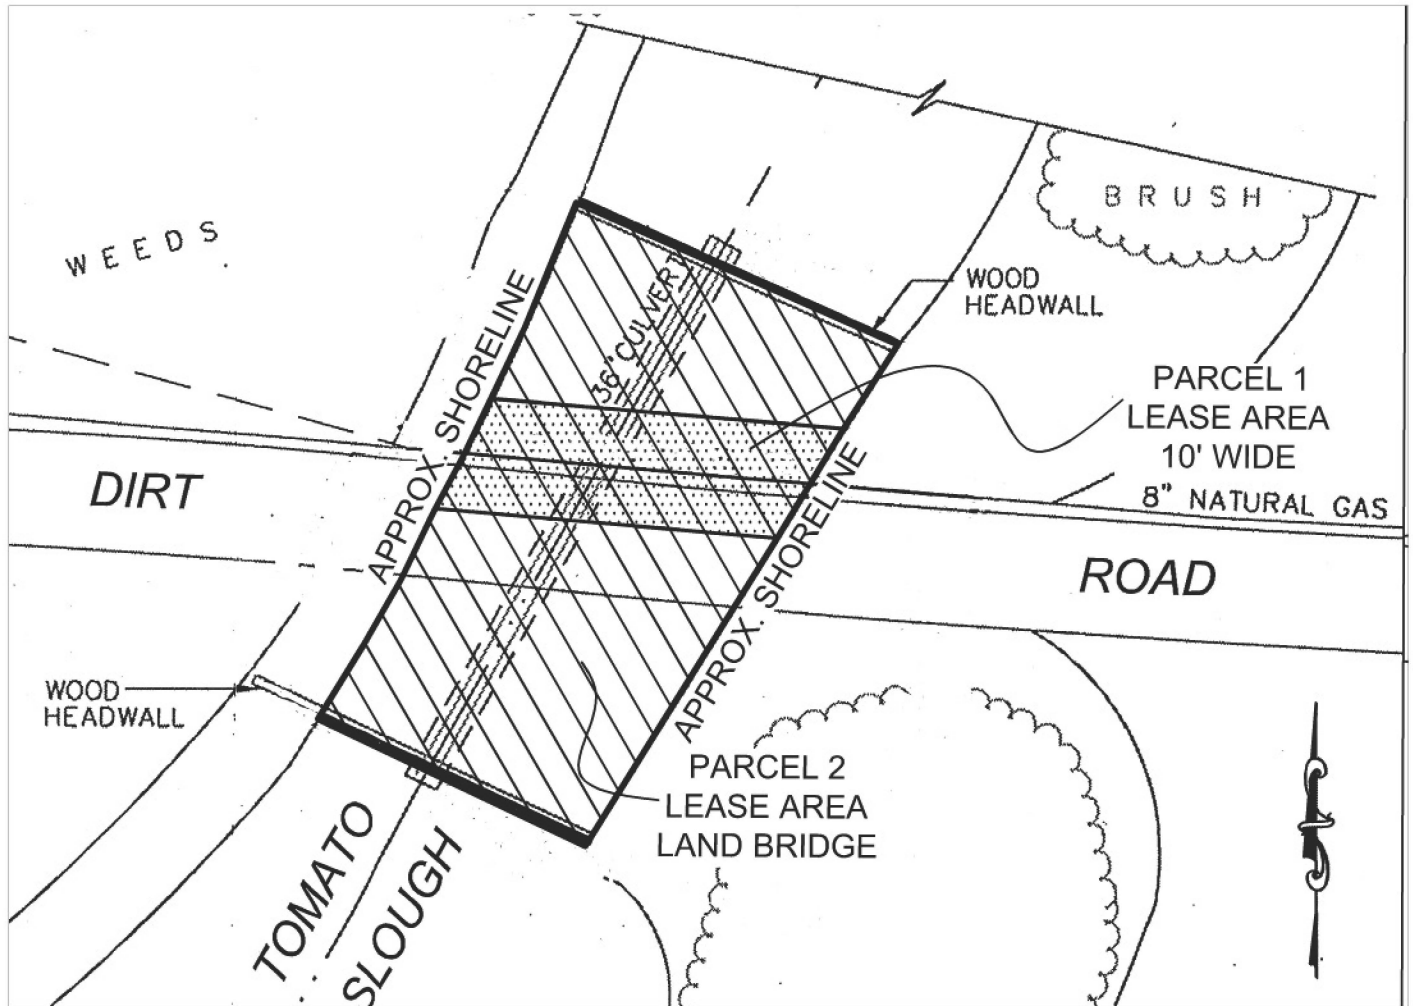 BRUSH
WEEDS
WOOD
HEADWALL
36" CULVERT
APPROX. SHORELINE
PARCEL 1
LEASE AREA
10' WIDE
8" NATURAL GAS
DIRT
ROAD
APPROX. SHORELINE
WOOD
HEADWALL
PARCEL 2
LEASE AREA
LAND BRIDGE
TOMATO
SLOUGH